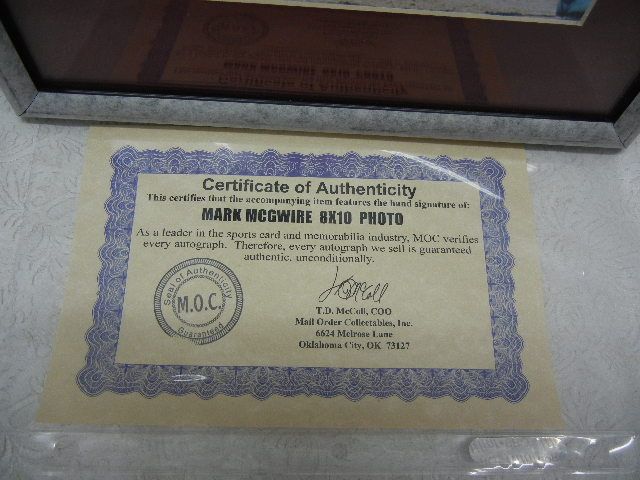 Certificate of Authenticity
This certifies that the accompanying item features the hand signature of:
MARK MCGWIRE 8X10 PHOTO
As a leader in the sports card and memorabilia industry, MOC verifies
every autograph. Therefore, every autograph we sell is guaranteed
authentic, unconditionally.
Seal of Authenticity
M.O.C.
Guaranteed
T.D. McColl, COO
Mail Order Collectables, Inc.
6624 Melrose Lane
Oklahoma City, OK 73127